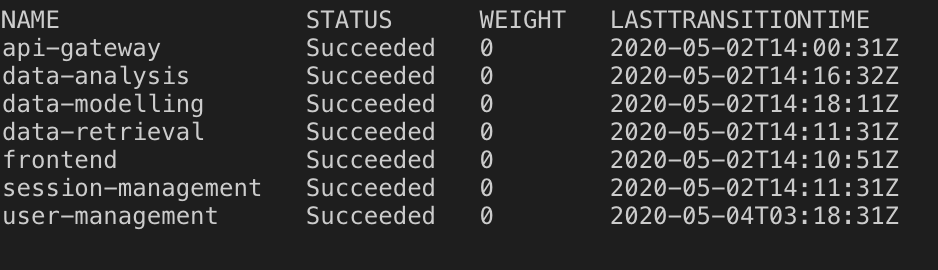 NAME STATUS WEIGHT LASTTRANSITIONTIME
api-gateway Succeeded 0 2020-05-02T14:00:31Z
data-analysis Succeeded 0 2020-05-02T14:16:32Z
data-modelling Succeeded 0 2020-05-02T14:18:11Z
data-retrieval Succeeded 0 2020-05-02T14:11:31Z
frontend Succeeded 0 2020-05-02T14:10:51Z
session-management Succeeded 0 2020-05-02T14:11:31Z
user-management Succeeded 0 2020-05-04T03:18:31Z